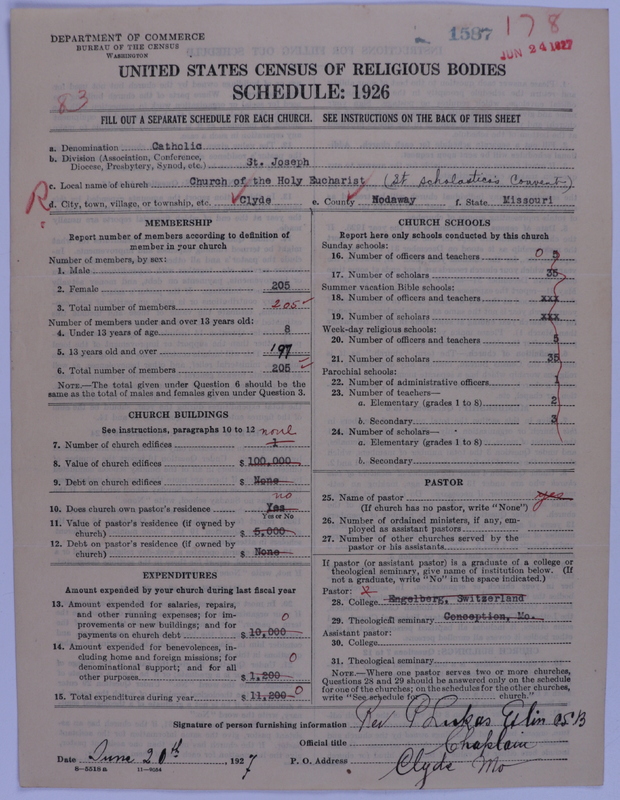 DEPARTMENT OF COMMERCE
BUREAU OF THE CENSUS
WASHINGTON
1587
178
JUN 24 1927
UNITED STATES CENSUS OF RELIGIOUS BODIES
SCHEDULE: 1926
83
FILL OUT A SEPARATE SCHEDULE FOR EACH CHURCH. SEE INSTRUCTIONS ON THE BACK OF THIS SHEET
a. Denomination Catholic
b. Division (Association, Conference, Diocese, Presbytery, Synod, etc.) St. Joseph
c. Local name of church Church of the Holy Eucharist (St Scholastica's Convent)
R
d. City, town, village, or township, etc. Clyde e. County Nodaway f. State Missouri
MEMBERSHIP
Report number of members according to definition of
member in your church
Number of members, by sex:
1. Male
2. Female 205
3. Total number of members 205
Number of members under and over 13 years old:
4. Under 13 years of age 8
5. 13 years old and over 197
6. Total number of members 205
NOTE.—The total given under Question 6 should be the
same as the total of males and females given under Question 3.
CHURCH BUILDINGS
See instructions, paragraphs 10 to 12
none
7. Number of church edifices 1
8. Value of church edifices $ 100,000
9. Debt on church edifices $ None
no
10. Does church own pastor's residence Yes
Yes or No
11. Value of pastor's residence (if owned by
church) $ 5,000
12. Debt on pastor's residence (if owned by
church) $ None
EXPENDITURES
Amount expended by your church during last fiscal year
13. Amount expended for salaries, repairs,
and other running expenses; for im-
provements or new buildings; and for
payments on church debt $ 10,000 0
14. Amount expended for benevolences, in-
cluding home and foreign missions; for
denominational support; and for all
other purposes $ 1,200 0
15. Total expenditures during year $ 11,200 0
CHURCH SCHOOLS
Report here only schools conducted by this church
Sunday schools:
16. Number of officers and teachers 0
17. Number of scholars 35
Summer vacation Bible schools:
18. Number of officers and teachers xxx
19. Number of scholars xxx
Week-day religious schools:
20. Number of officers and teachers 5
21. Number of scholars 35
Parochial schools:
22. Number of administrative officers 1
23. Number of teachers—
a. Elementary (grades 1 to 8) 2
b. Secondary 3
24. Number of scholars—
a. Elementary (grades 1 to 8)
b. Secondary
PASTOR
25. Name of pastor yes
(If church has no pastor, write "None")
26. Number of ordained ministers, if any, em-
ployed as assistant pastors
27. Number of other churches served by the
pastor or his assistants
If pastor (or assistant pastor) is a graduate of a college or
theological seminary, give name of institution below. (If
not a graduate, write "No" in the space indicated.)
Pastor:
28. College Engelberg, Switzerland
29. Theological seminary Conception, Mo.
Assistant pastor:
30. College
31. Theological seminary
NOTE.—Where one pastor serves two or more churches,
Questions 28 and 29 should be answered only on the schedule
for one of the churches; on the schedules for the other churches,
write "See schedule for church."
Signature of person furnishing information Rev P Lukas Etlin OSB
Official title Chaplain
Date June 20th, 1927 P. O. Address Clyde Mo
8—5518a 11—9054